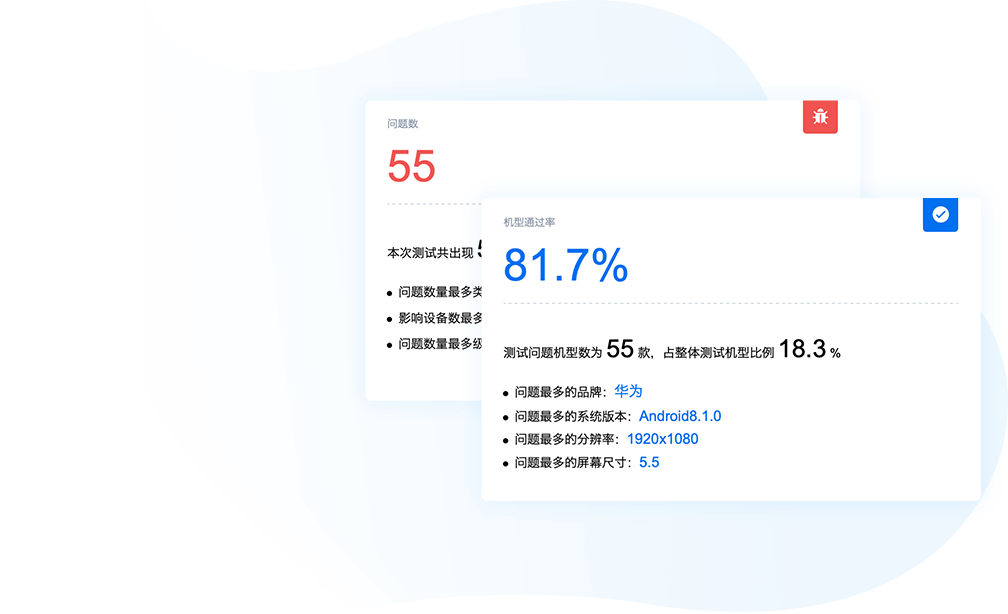 问题数
55
本次测试共出现
问题数量最多类
影响设备数最多
问题数量最多级
机型通过率
81.7%
测试问题机型数为 55 款，占整体测试机型比例 18.3 %
问题最多的品牌：华为
问题最多的系统版本：Android8.1.0
问题最多的分辨率：1920x1080
问题最多的屏幕尺寸：5.5